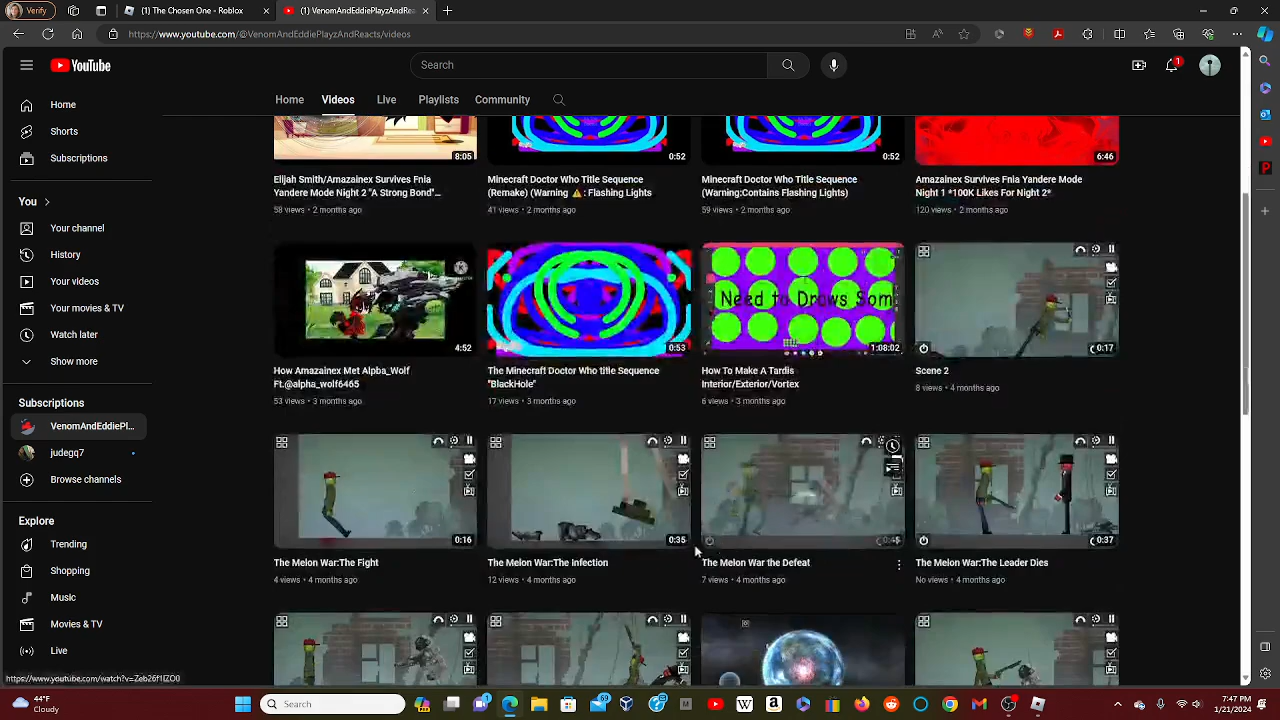 Verify
(1) The Chosen One - Roblox
(1) VenomAndEddiePlayzAndRea
https://www.youtube.com/@VenomAndEddiePlayzAndReacts/videos
YouTube
Search
1
Home
Videos
Live
Playlists
Community
Home
Shorts
Subscriptions
You
Your channel
History
Your videos
Your movies & TV
Watch later
Show more
Subscriptions
VenomAndEddiePl...
judegq7
Browse channels
Explore
Trending
Shopping
Music
Movies & TV
Live
8:05
0:52
0:52
6:46
Elijah Smith/Amazainex Survives Fnia
Yandere Mode Night 2 "A Strong Bond"...
58 views • 2 months ago
Minecraft Doctor Who Title Sequence
(Remake) (Warning ⚠️: Flashing Lights
41 views • 2 months ago
Minecraft Doctor Who Title Sequence
(Warning:Contains Flashing Lights)
59 views • 2 months ago
Amazainex Survives Fnia Yandere Mode
Night 1 *100K Likes For Night 2*
120 views • 2 months ago
4:52
0:53
Need to Draws Som
1:08:02
0:17
How Amazainex Met Alpba_Wolf
Ft.@alpha_wolf6465
53 views • 3 months ago
The Minecraft Doctor Who title Sequence
"BlackHole"
17 views • 3 months ago
How To Make A Tardis
Interior/Exterior/Vortex
6 views • 3 months ago
Scene 2
8 views • 4 months ago
0:16
0:35
0:45
0:37
The Melon War:The Fight
4 views • 4 months ago
The Melon War:The Infection
12 views • 4 months ago
The Melon War the Defeat
7 views • 4 months ago
The Melon War:The Leader Dies
No views • 4 months ago
https://www.youtube.com/watch?v=Zeb26f1IZO0
44°F
Cloudy
Search
1
69
7:47 PM
1/21/2024